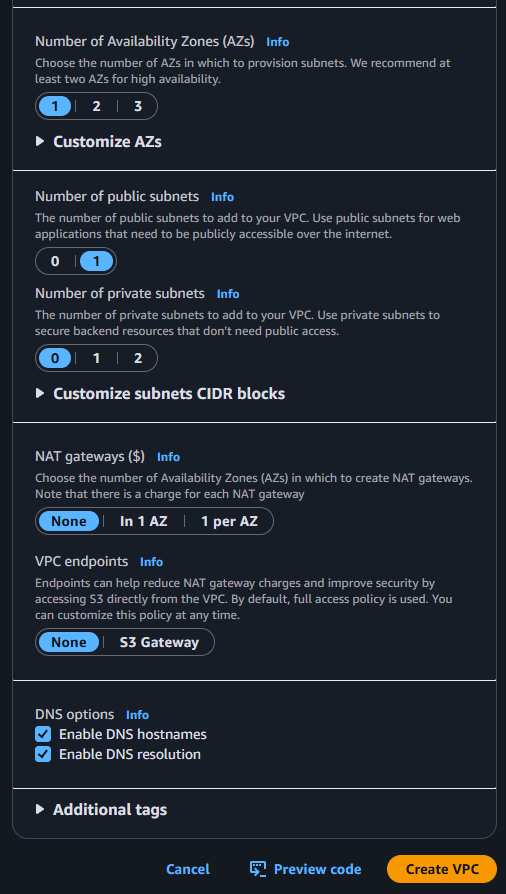 Number of Availability Zones (AZs) Info
Choose the number of AZs in which to provision subnets. We recommend at
least two AZs for high availability.
1 2 3
Customize AZs
Number of public subnets Info
The number of public subnets to add to your VPC. Use public subnets for web
applications that need to be publicly accessible over the internet.
0 1
Number of private subnets Info
The number of private subnets to add to your VPC. Use private subnets to
secure backend resources that don't need public access.
0 1 2
Customize subnets CIDR blocks
NAT gateways ($) Info
Choose the number of Availability Zones (AZs) in which to create NAT gateways.
Note that there is a charge for each NAT gateway
None In 1 AZ 1 per AZ
VPC endpoints Info
Endpoints can help reduce NAT gateway charges and improve security by
accessing S3 directly from the VPC. By default, full access policy is used. You
can customize this policy at any time.
None S3 Gateway
DNS options Info
Enable DNS hostnames
Enable DNS resolution
Additional tags
Cancel Preview code Create VPC